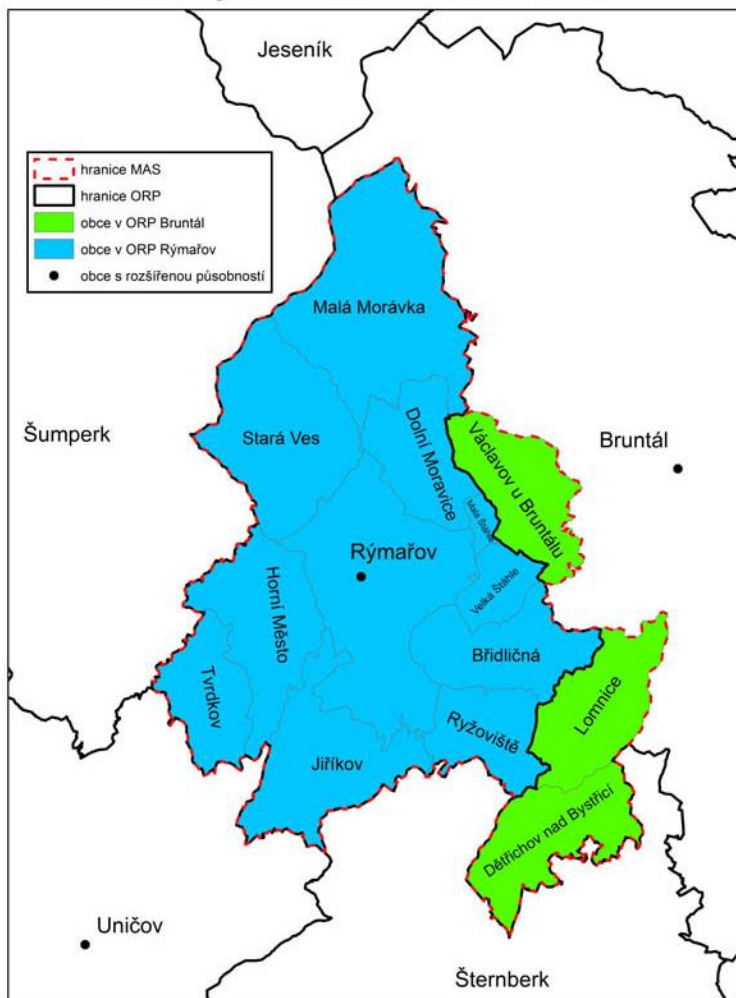 Jeseník
hranice MAS
hranice ORP
obce v ORP Bruntál
obce v ORP Rýmařov
obce s rozšířenou působností
Malá Morávka
Šumperk
Stará Ves
Dolní Moravice
Václavov u Bruntálu
Bruntál
Malá Štáhle
Rýmařov
Velká Štáhle
Horní Město
Břidličná
Tvrdkov
Lomnice
Ryžoviště
Jiříkov
Dětřichov nad Bystřicí
Uničov
Šternberk